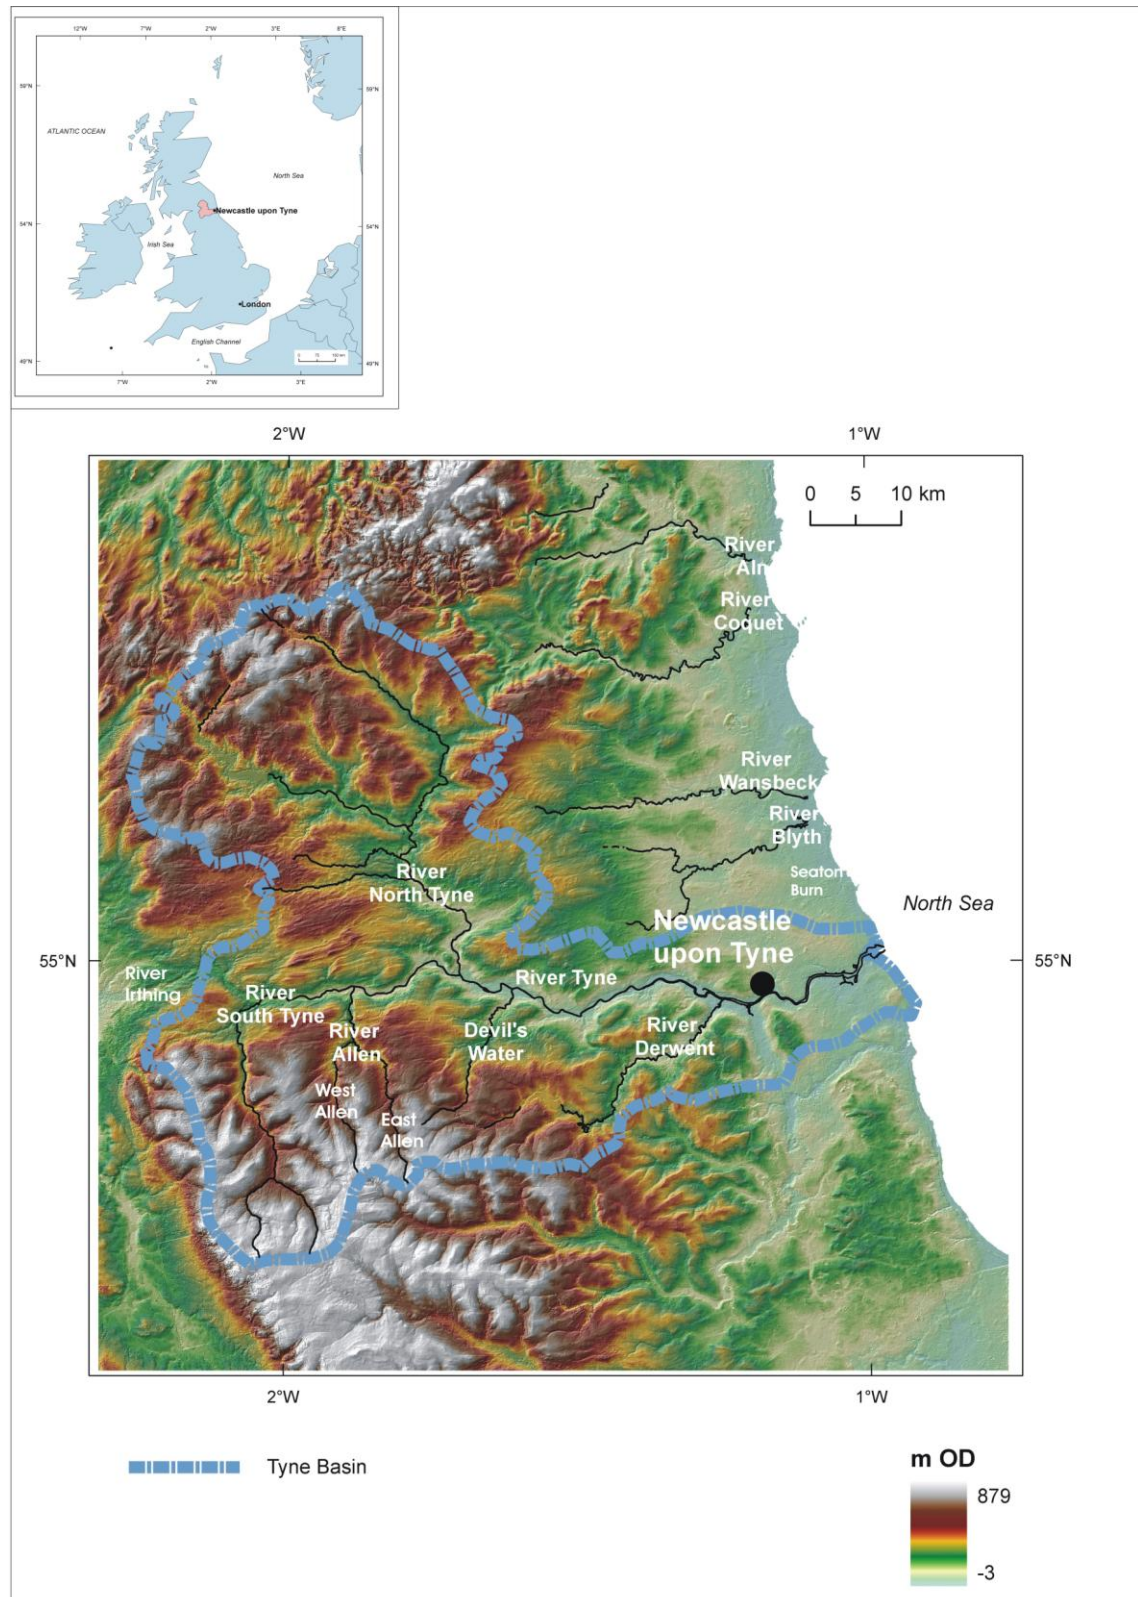 12°W
7°W
2°W
3°E
8°E
59°N
59°N
ATLANTIC OCEAN
North Sea
Newcastle upon Tyne
54°N
54°N
Irish Sea
London
English Channel
49°N
49°N
7°W
2°W
3°E
2°W
1°W
0 5 10 km
River
Aln
River
Coquet
River
Wansbeck
River
Blyth
Seaton
Burn
River
North Tyne
North Sea
Newcastle
upon Tyne
55°N
55°N
River
Irthing
River Tyne
River
South Tyne
River
Allen
Devil's
Water
River
Derwent
West
Allen
East
Allen
2°W
1°W
Tyne Basin
m OD
879
-3